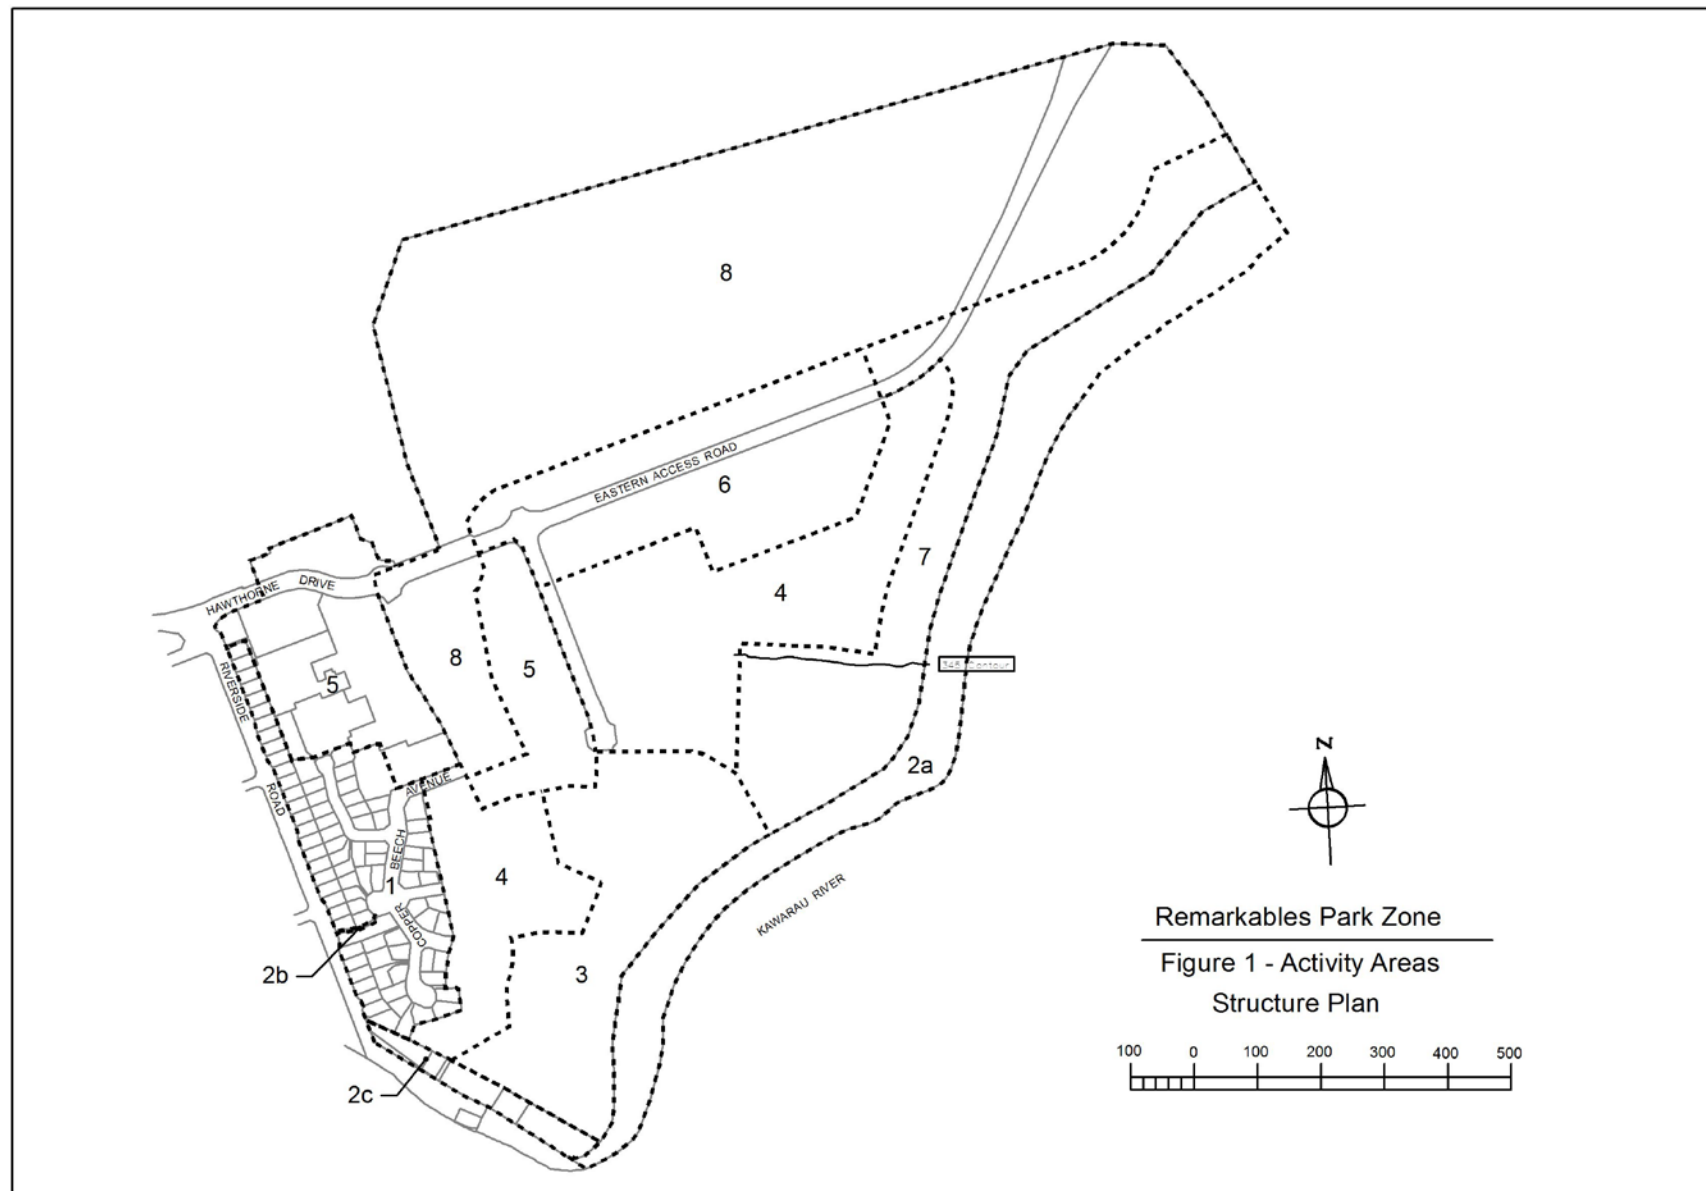 8
EASTERN ACCESS ROAD
6
7
HAWTHORNE DRIVE
4
345 Contour
8
5
5
RIVERSIDE ROAD
2a
AVENUE
BEECH
COPPER
1
4
KAWARAU RIVER
2b
3
2c
N
Remarkables Park Zone
Figure 1 - Activity Areas
Structure Plan
100 0 100 200 300 400 500